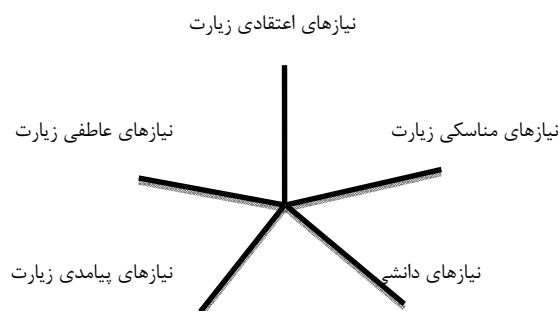 نیازهای اعتقادی زیارت
نیازهای مناسکی زیارت
نیازهای عاطفی زیارت
نیازهای دانشی
نیازهای پیامدی زیارت